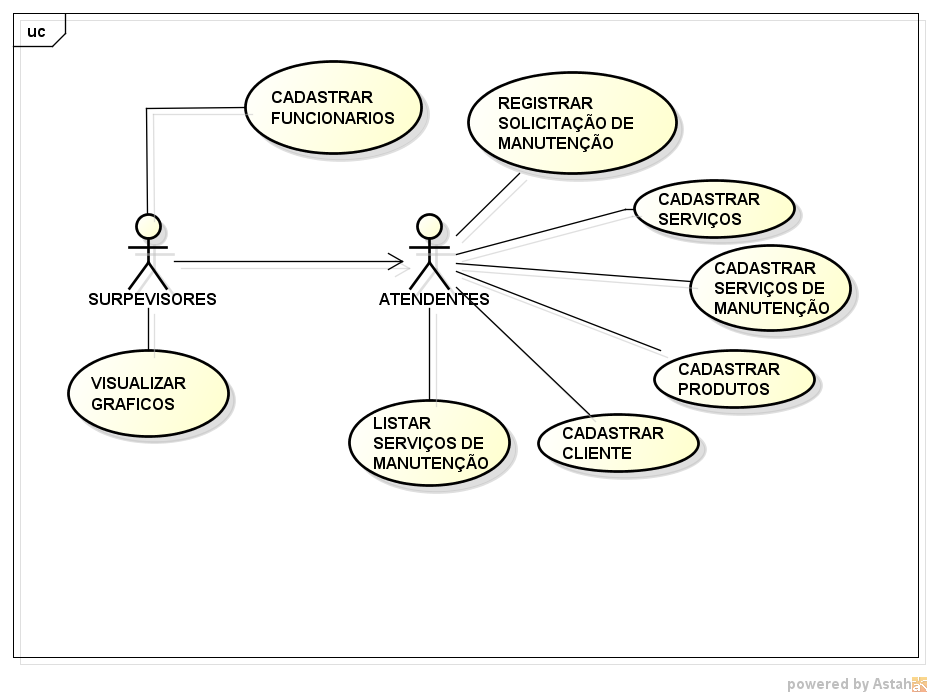 uc
CADASTRAR
FUNCIONARIOS
REGISTRAR
SOLICITAÇÃO DE
MANUTENÇÃO
CADASTRAR
SERVIÇOS
CADASTRAR
SERVIÇOS DE
MANUTENÇÃO
SURPEVISORES
ATENDENTES
VISUALIZAR
GRAFICOS
CADASTRAR
PRODUTOS
LISTAR
SERVIÇOS DE
MANUTENÇÃO
CADASTRAR
CLIENTE
powered by Astah